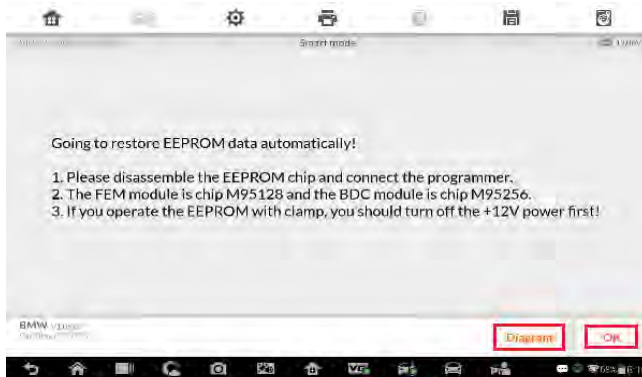 Smart mode
Going to restore EEPROM data automatically!
1. Please disassemble the EEPROM chip and connect the programmer.
2. The FEM module is chip M95128 and the BDC module is chip M95256.
3. If you operate the EEPROM with clamp, you should turn off the +12V power first!
BMW
Diagram
OK